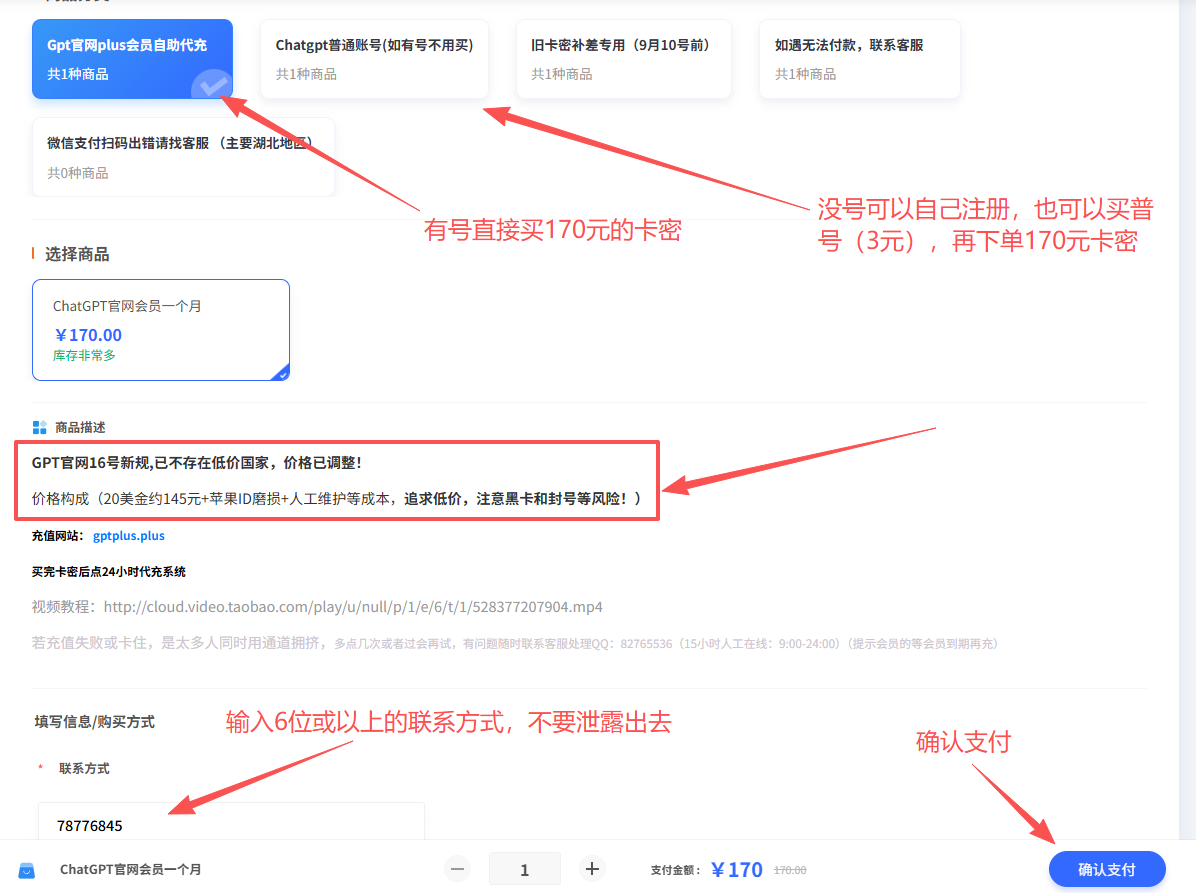 Gpt官网plus会员自助代充
共1种商品
Chatgpt普通账号(如有号不用买)
共1种商品
旧卡密补差专用（9月10号前）
共1种商品
如遇无法付款，联系客服
共1种商品
微信支付扫码出错请找客服 （主要湖北地区）
共0种商品
有号直接买170元的卡密
没号可以自己注册，也可以买普
号（3元），再下单170元卡密
选择商品
ChatGPT官网会员一个月
￥170.00
库存非常多
商品描述
GPT官网16号新规,已不存在低价国家，价格已调整！
价格构成（20美金约145元+苹果ID磨损+人工维护等成本，追求低价，注意黑卡和封号等风险！）
充值网站： gptplus.plus
买完卡密后点24小时代充系统
视频教程：http://cloud.video.taobao.com/play/u/null/p/1/e/6/t/1/528377207904.mp4
若充值失败或卡住，是太多人同时用通道拥挤，多点几次或者过会再试，有问题随时联系客服处理QQ：82765536（15小时人工在线：9:00-24:00）（提示会员的等会员到期再充）
填写信息/购买方式
输入6位或以上的联系方式，不要泄露出去
确认支付
* 联系方式
78776845
ChatGPT官网会员一个月
1
支付金额：￥170 170.00
确认支付